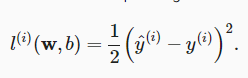 l^{(i)}(\mathbf{w}, b) = \frac{1}{2} \left( \hat{y}^{(i)} - y^{(i)} \right)^2.